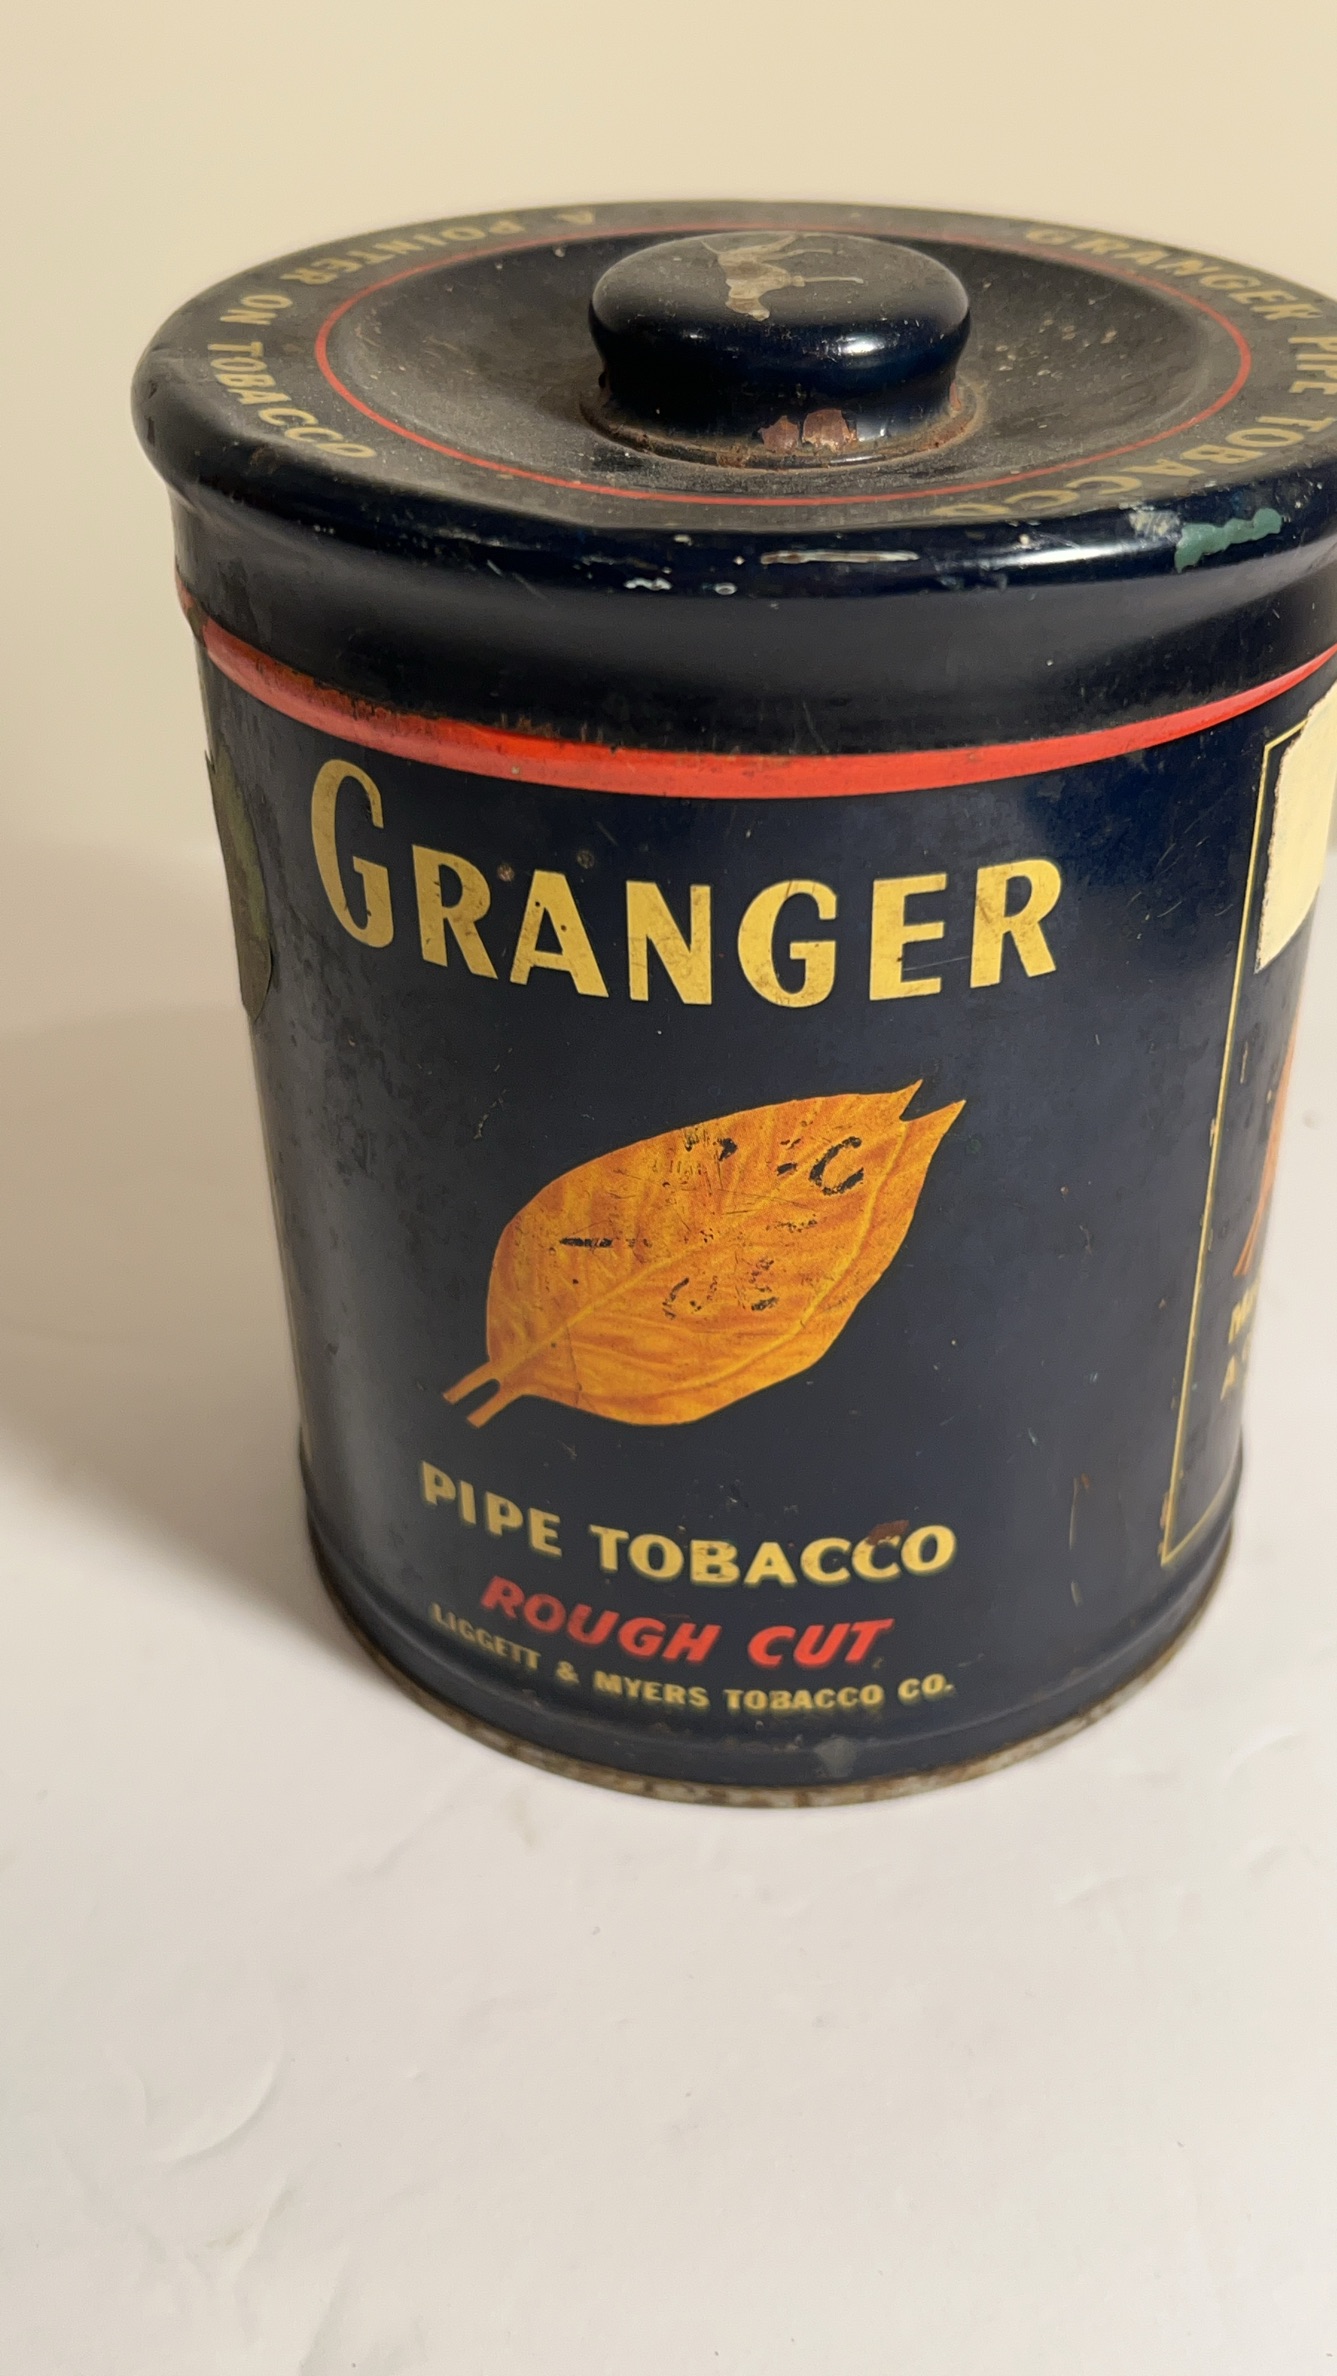 A POINTER ON TOBACCO
GRANGER PIPE TOBACCO
GRANGER
PIPE TOBACCO
ROUGH CUT
LIGGETT & MYERS TOBACCO CO.